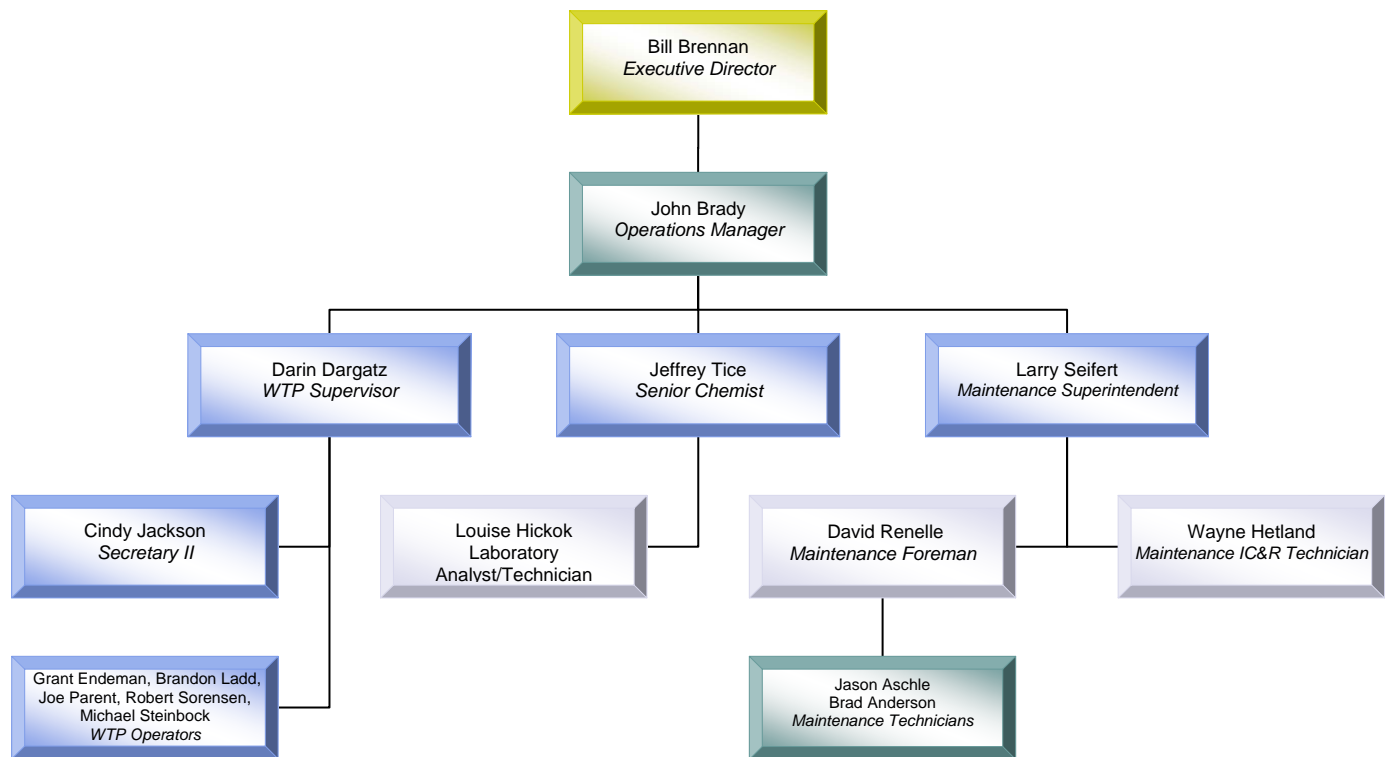 Bill Brennan
Executive Director
John Brady
Operations Manager
Darin Dargatz
WTP Supervisor
Jeffrey Tice
Senior Chemist
Larry Seifert
Maintenance Superintendent
Cindy Jackson
Secretary II
Louise Hickok
Laboratory
Analyst/Technician
David Renelle
Maintenance Foreman
Wayne Hetland
Maintenance IC&R Technician
Grant Endeman, Brandon Ladd,
Joe Parent, Robert Sorensen,
Michael Steinbock
WTP Operators
Jason Aschle
Brad Anderson
Maintenance Technicians